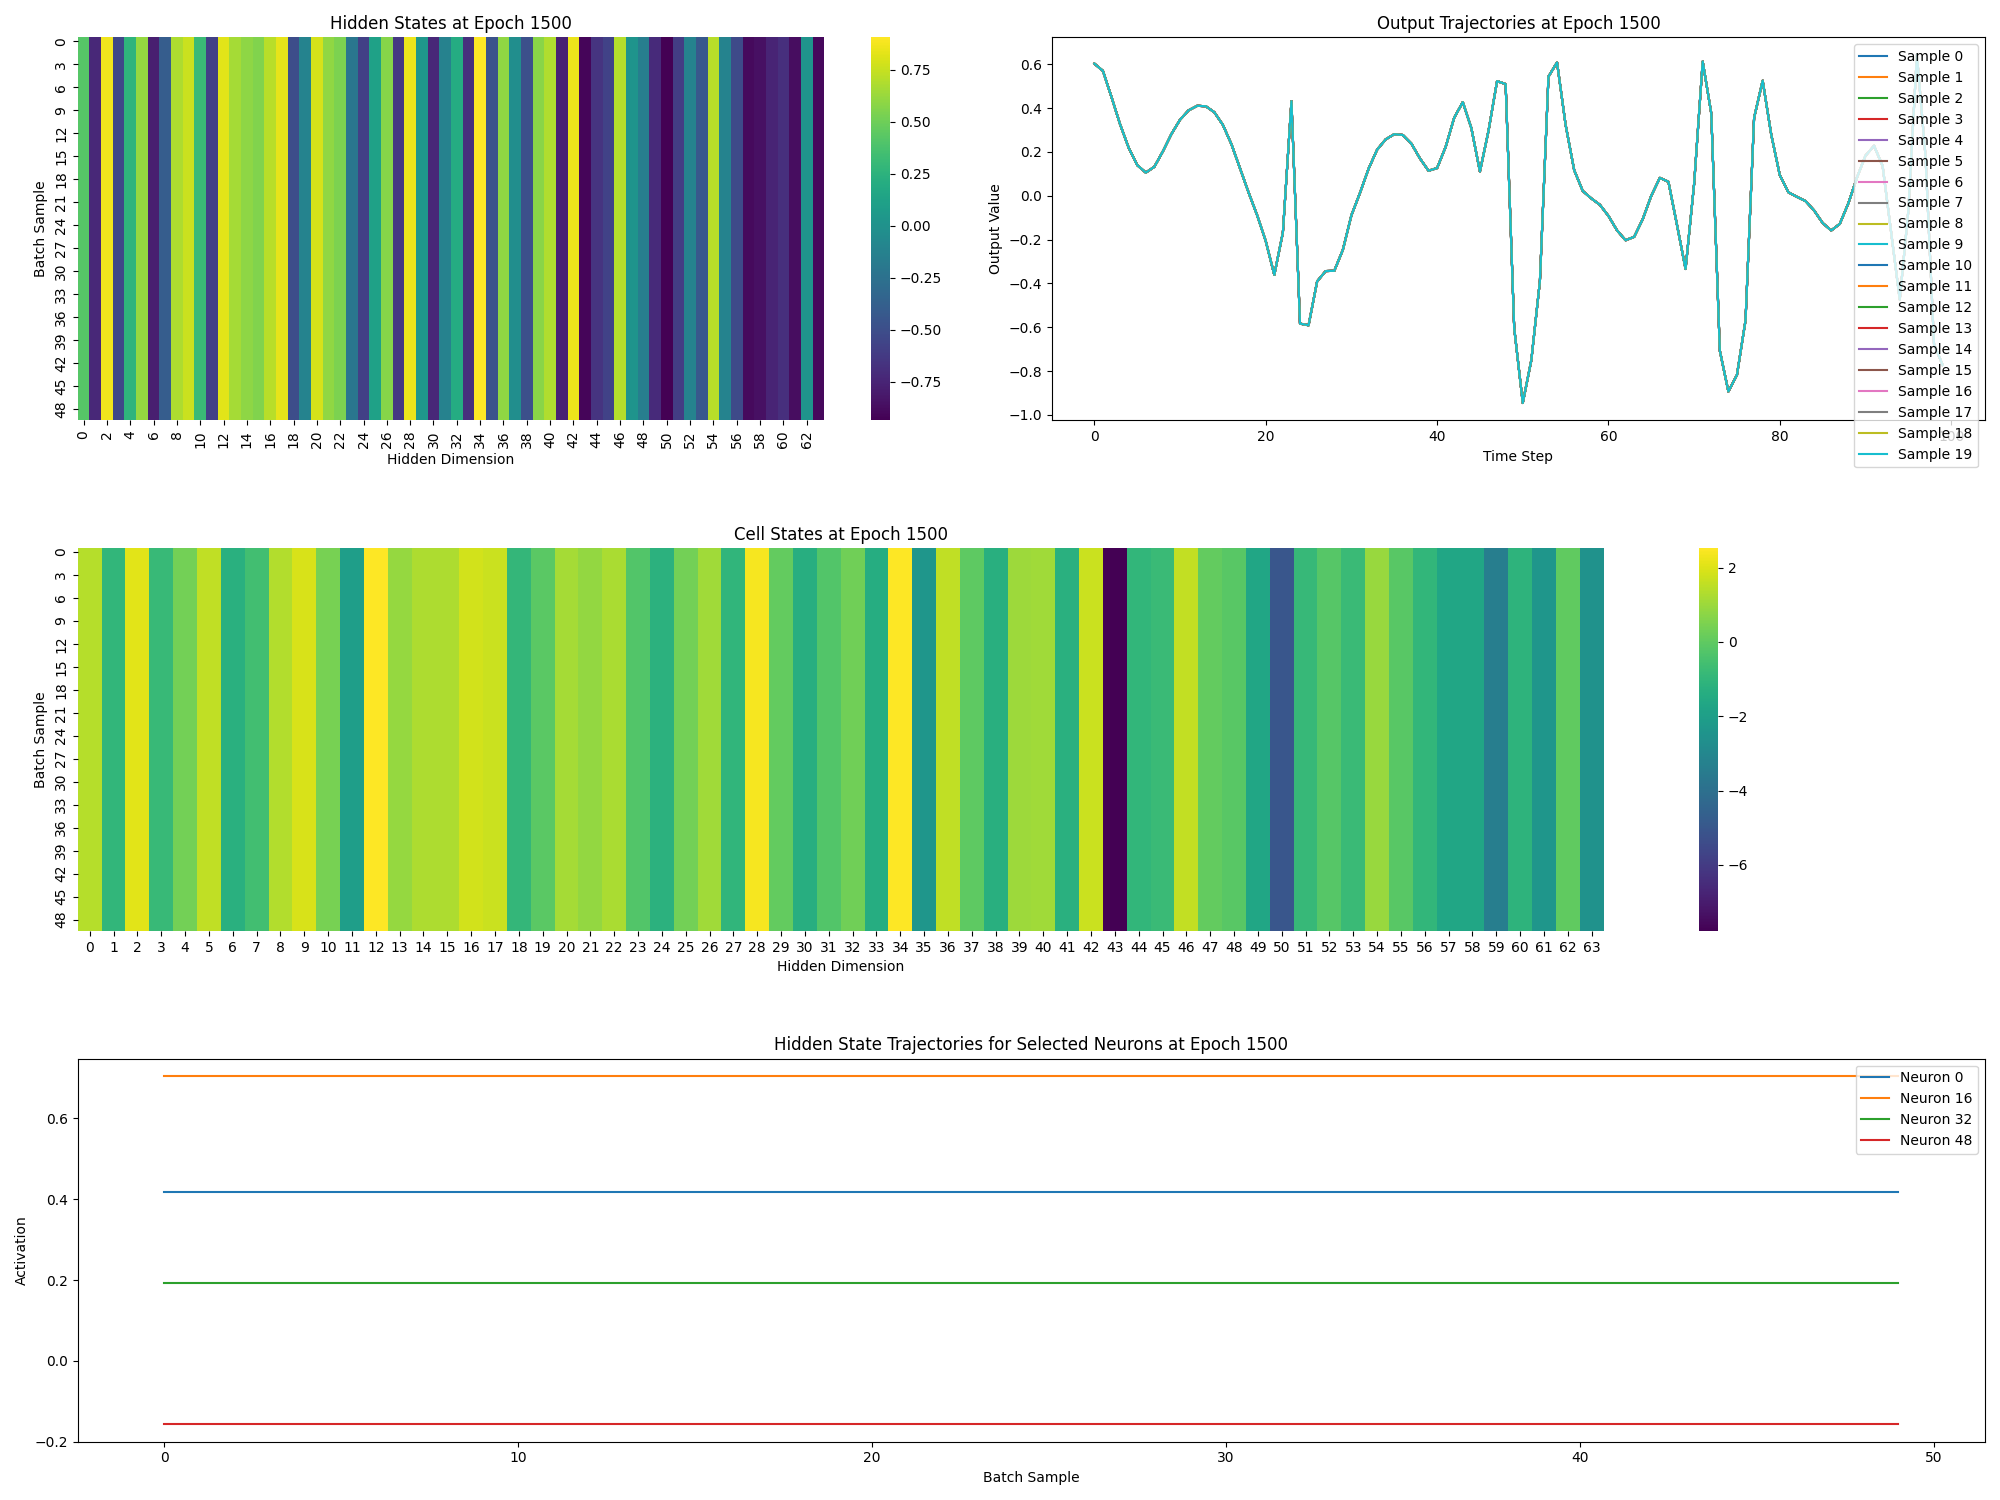 Hidden States at Epoch 1500
Batch Sample
0 3 6 9 12 15 18 21 24 27 30 33 36 39 42 45 48
0 2 4 6 8 10 12 14 16 18 20 22 24 26 28 30 32 34 36 38 40 42 44 46 48 50 52 54 56 58 60 62
Hidden Dimension
0.75
0.50
0.25
0.00
−0.25
−0.50
−0.75
Output Trajectories at Epoch 1500
Output Value
0.6
0.4
0.2
0.0
−0.2
−0.4
−0.6
−0.8
−1.0
0 20 40 60 80 100
Time Step
Sample 0
Sample 1
Sample 2
Sample 3
Sample 4
Sample 5
Sample 6
Sample 7
Sample 8
Sample 9
Sample 10
Sample 11
Sample 12
Sample 13
Sample 14
Sample 15
Sample 16
Sample 17
Sample 18
Sample 19
Cell States at Epoch 1500
Batch Sample
0 3 6 9 12 15 18 21 24 27 30 33 36 39 42 45 48
0 1 2 3 4 5 6 7 8 9 10 11 12 13 14 15 16 17 18 19 20 21 22 23 24 25 26 27 28 29 30 31 32 33 34 35 36 37 38 39 40 41 42 43 44 45 46 47 48 49 50 51 52 53 54 55 56 57 58 59 60 61 62 63
Hidden Dimension
2
0
−2
−4
−6
Hidden State Trajectories for Selected Neurons at Epoch 1500
Activation
0.6
0.4
0.2
0.0
−0.2
0 10 20 30 40 50
Batch Sample
Neuron 0
Neuron 16
Neuron 32
Neuron 48